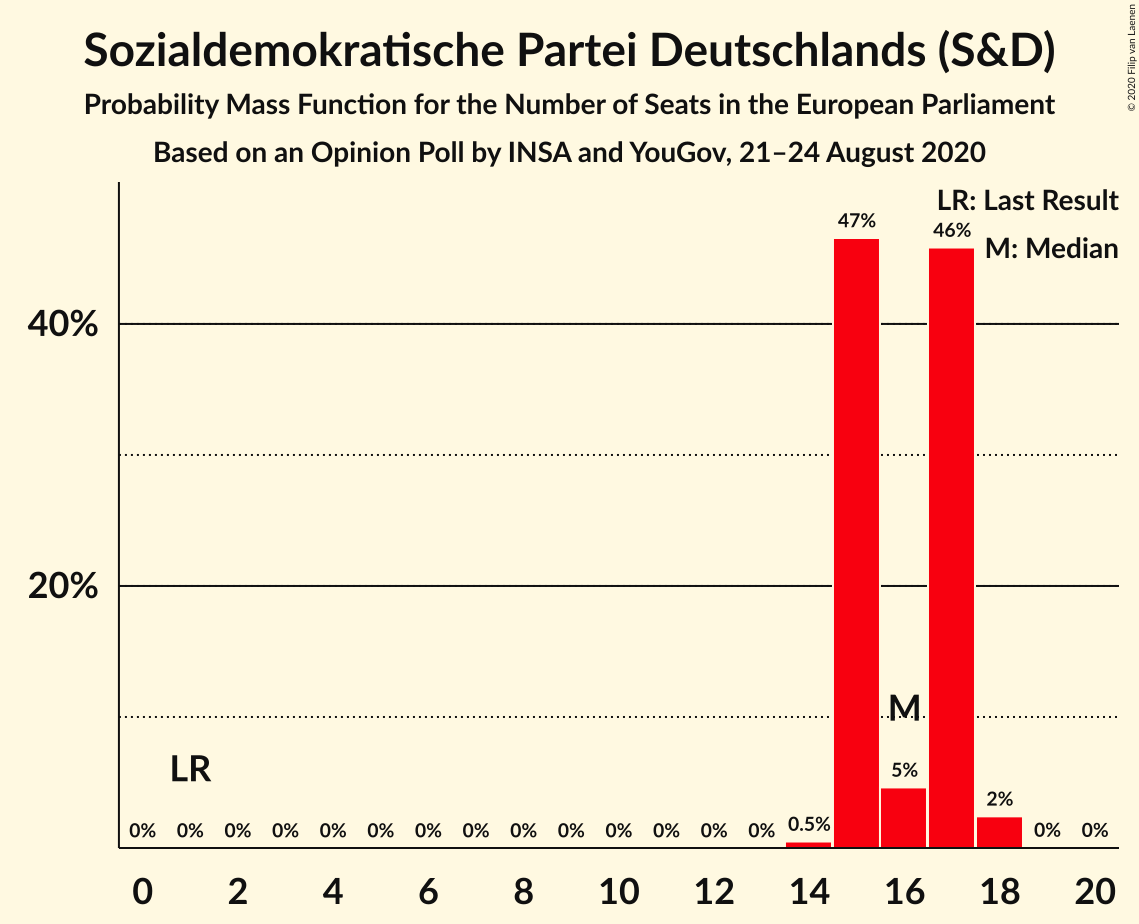 Sozialdemokratische Partei Deutschlands (S&D)
Probability Mass Function for the Number of Seats in the European Parliament
Based on an Opinion Poll by INSA and YouGov, 21–24 August 2020
© 2020 Filip van Laenen
LR: Last Result
M: Median
47%
46%
40%
20%
M
LR
5%
2%
0% 0% 0% 0% 0% 0% 0% 0% 0% 0% 0% 0% 0% 0% 0.5% 0% 0%
0 2 4 6 8 10 12 14 16 18 20